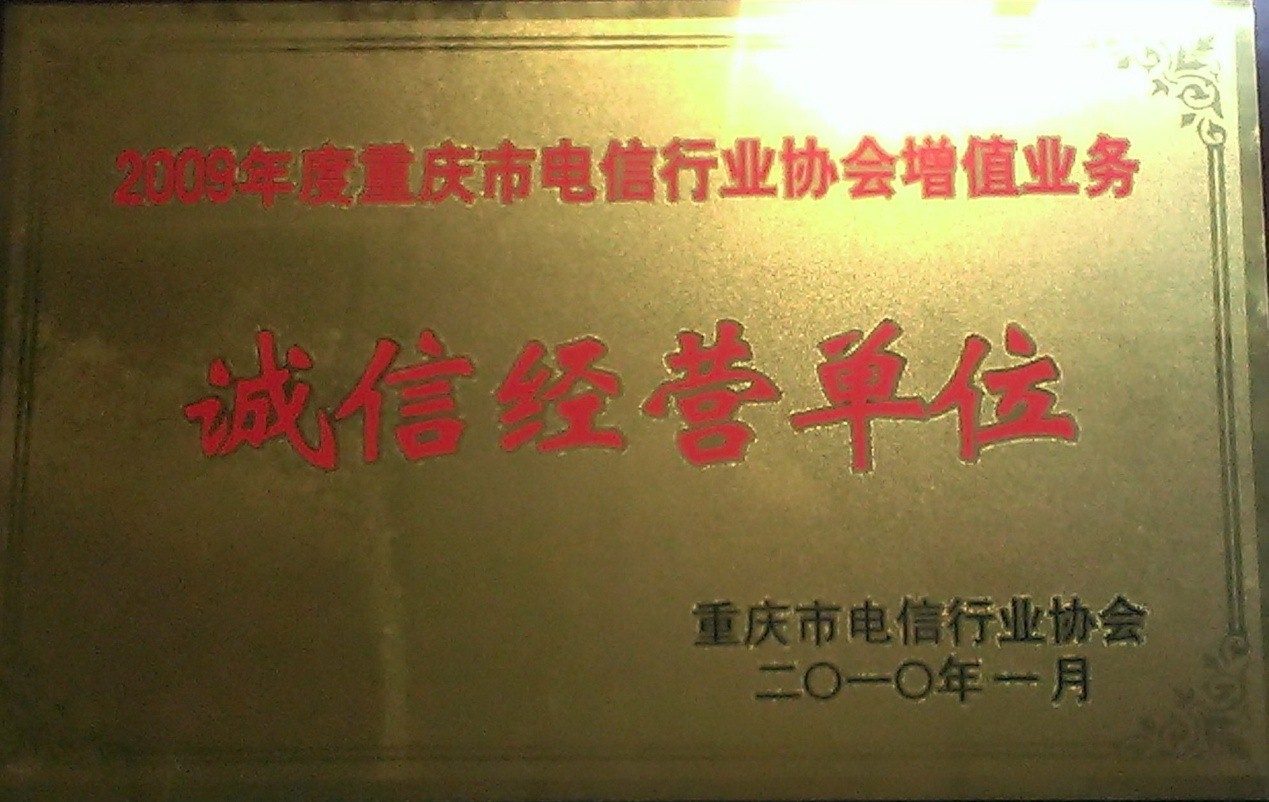 2009年度重庆市电信行业协会增值业务
诚信经营单位
重庆市电信行业协会
二〇一〇年一月